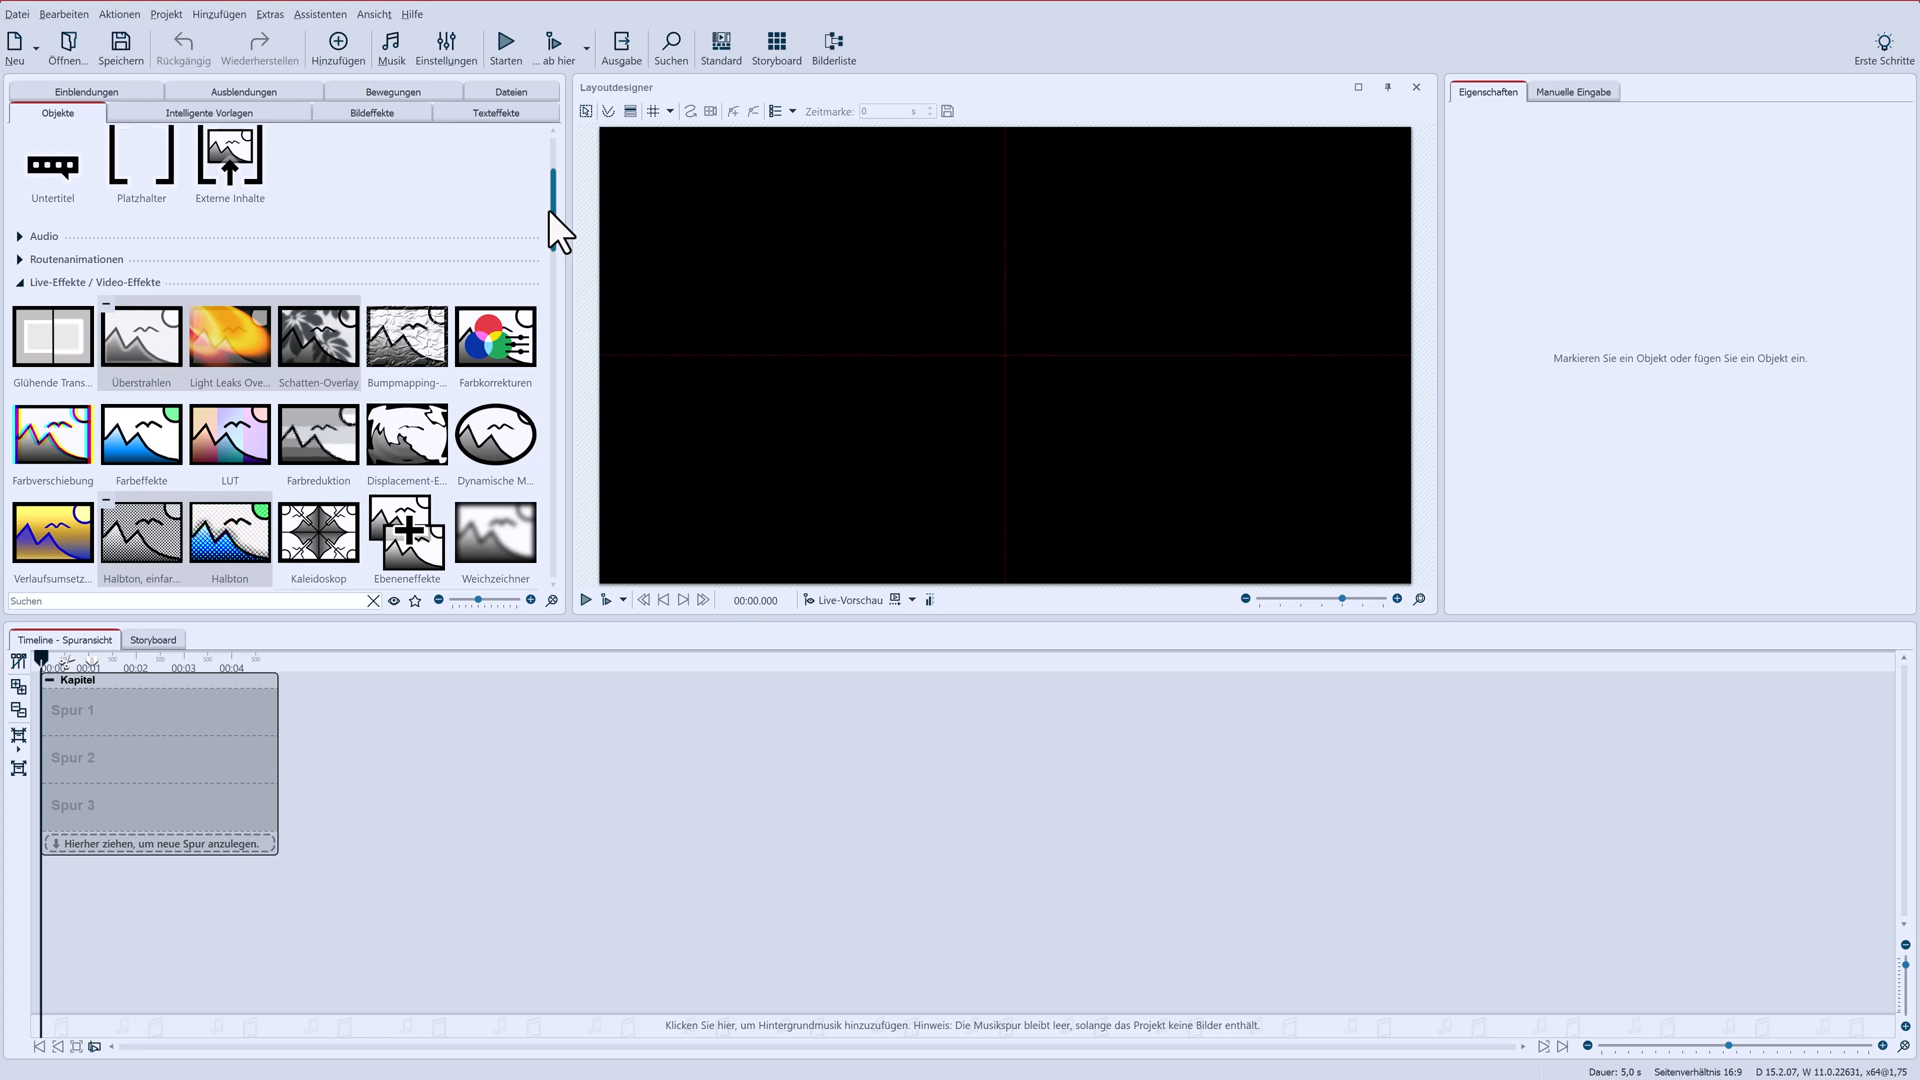 Datei Bearbeiten Aktionen Projekt Hinzufügen Extras Assistenten Ansicht Hilfe
Neu Öffnen... Speichern Rückgängig Wiederherstellen Hinzufügen Musik Einstellungen Starten ... ab hier Ausgabe Suchen Standard Storyboard Bilderliste Erste Schritte
Einblendungen Ausblendungen Bewegungen Dateien
Objekte Intelligente Vorlagen Bildeffekte Texteffekte
Untertitel Platzhalter Externe Inhalte
Audio
Routenanimationen
Live-Effekte / Video-Effekte
Glühende Trans... Überstrahlen Light Leaks Ove... Schatten-Overlay Bumpmapping-... Farbkorrekturen
Farbverschiebung Farbeffekte LUT Farbreduktion Displacement-E... Dynamische M...
Verlaufsumsetz... Halbton, einfar... Halbton Kaleidoskop Ebeneneffekte Weichzeichner
Suchen
Layoutdesigner
Zeitmarke: 0 s
00:00.000 Live-Vorschau
Eigenschaften Manuelle Eingabe
Markieren Sie ein Objekt oder fügen Sie ein Objekt ein.
Timeline - Spuransicht Storyboard
00:01 00:02 00:03 00:04
Kapitel
Spur 1
Spur 2
Spur 3
Hierher ziehen, um neue Spur anzulegen.
Klicken Sie hier, um Hintergrundmusik hinzuzufügen. Hinweis: Die Musikspur bleibt leer, solange das Projekt keine Bilder enthält.
Dauer: 5,0 s Seitenverhältnis 16:9 D 15.2.07, W 11.0.22631, x64@1,75